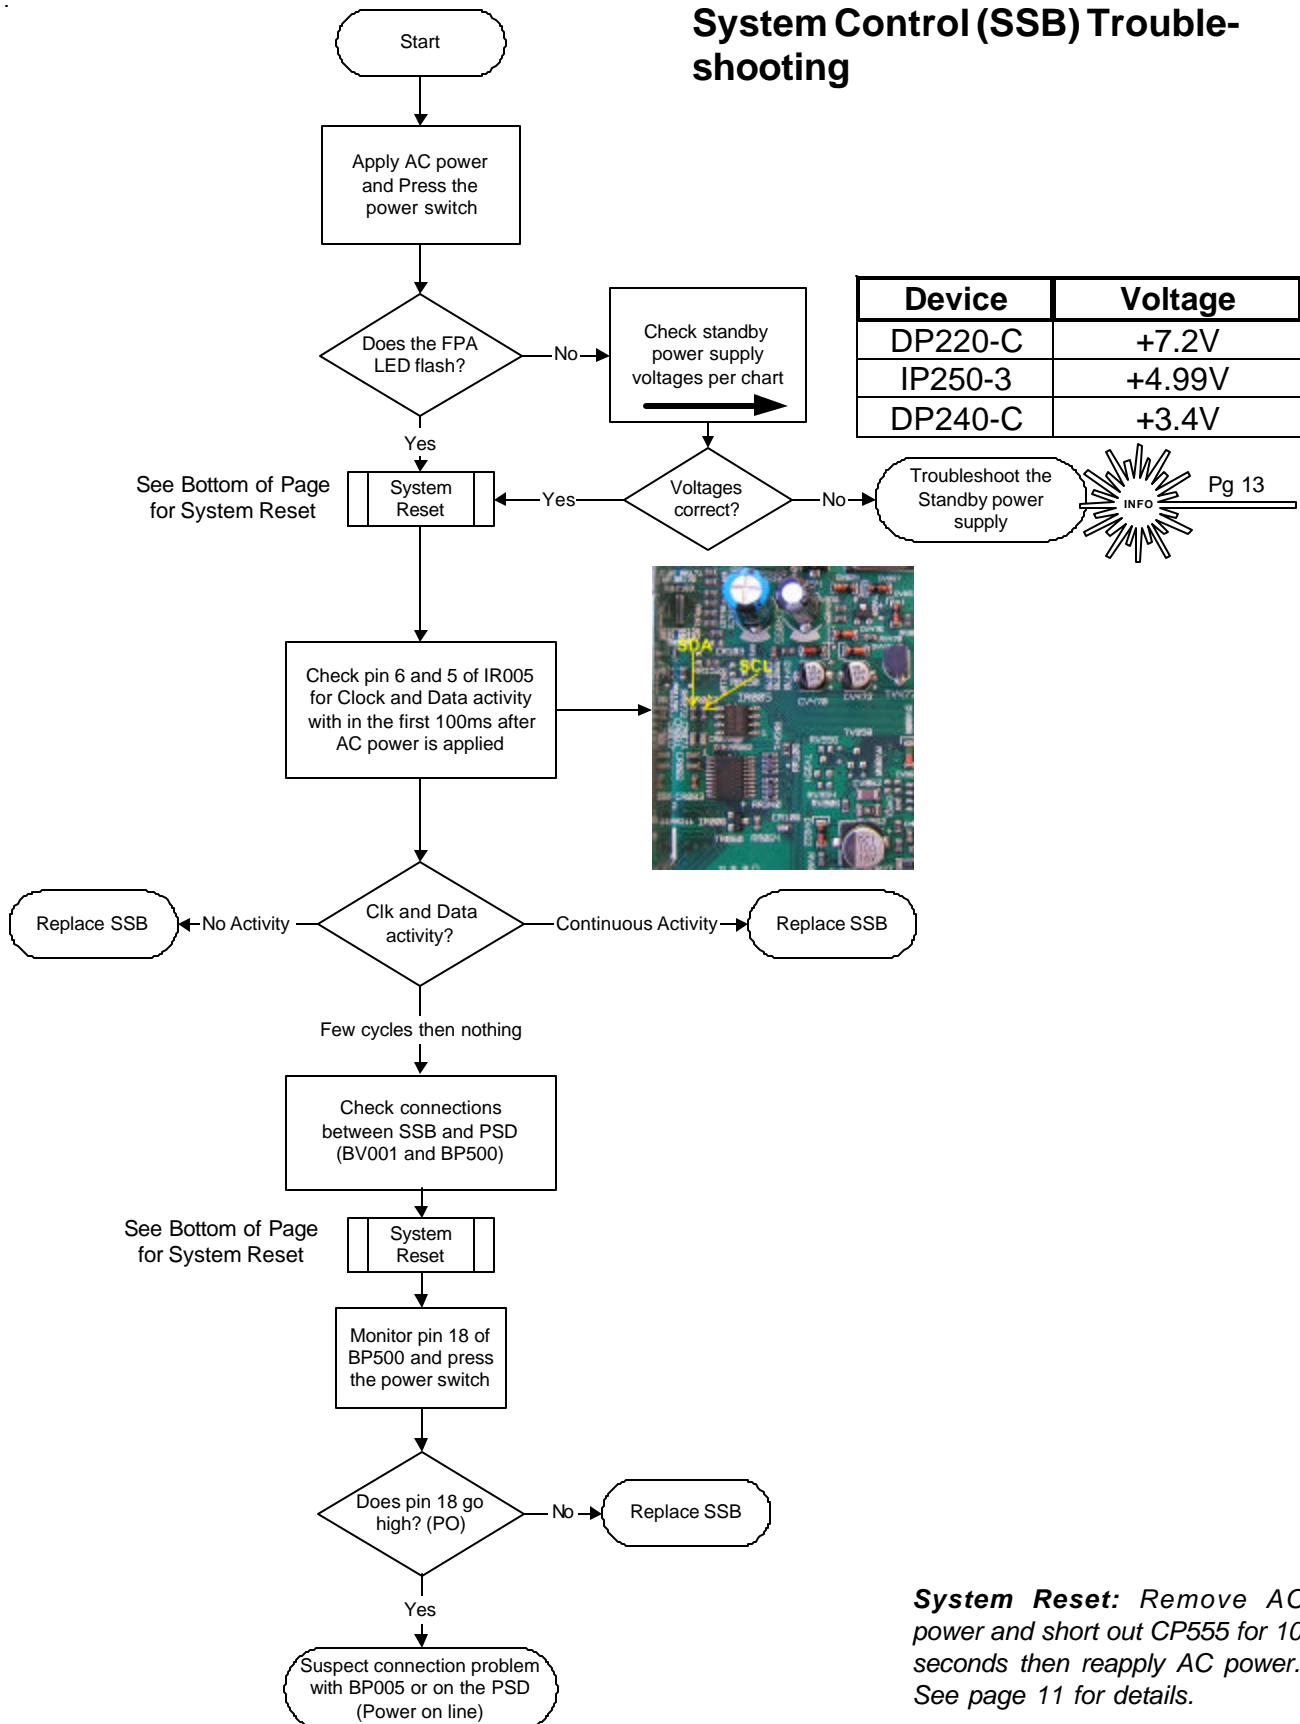 System Control (SSB) Trouble-
shooting
Start
Apply AC power
and Press the
power switch
Does the FPA
LED flash?
No
Check standby
power supply
voltages per chart
Device Voltage
DP220-C +7.2V
IP250-3 +4.99V
DP240-C +3.4V
Yes
See Bottom of Page
for System Reset
System
Reset
Yes
Voltages
correct?
No
Troubleshoot the
Standby power
supply
INFO
Pg 13
Check pin 6 and 5 of IR005
for Clock and Data activity
with in the first 100ms after
AC power is applied
SDA
SCL
IR005
Replace SSB
No Activity
Clk and Data
activity?
Continuous Activity
Replace SSB
Few cycles then nothing
Check connections
between SSB and PSD
(BV001 and BP500)
See Bottom of Page
for System Reset
System
Reset
Monitor pin 18 of
BP500 and press
the power switch
Does pin 18 go
high? (PO)
No
Replace SSB
Yes
Suspect connection problem
with BP005 or on the PSD
(Power on line)
System Reset: Remove AC
power and short out CP555 for 10
seconds then reapply AC power.
See page 11 for details.